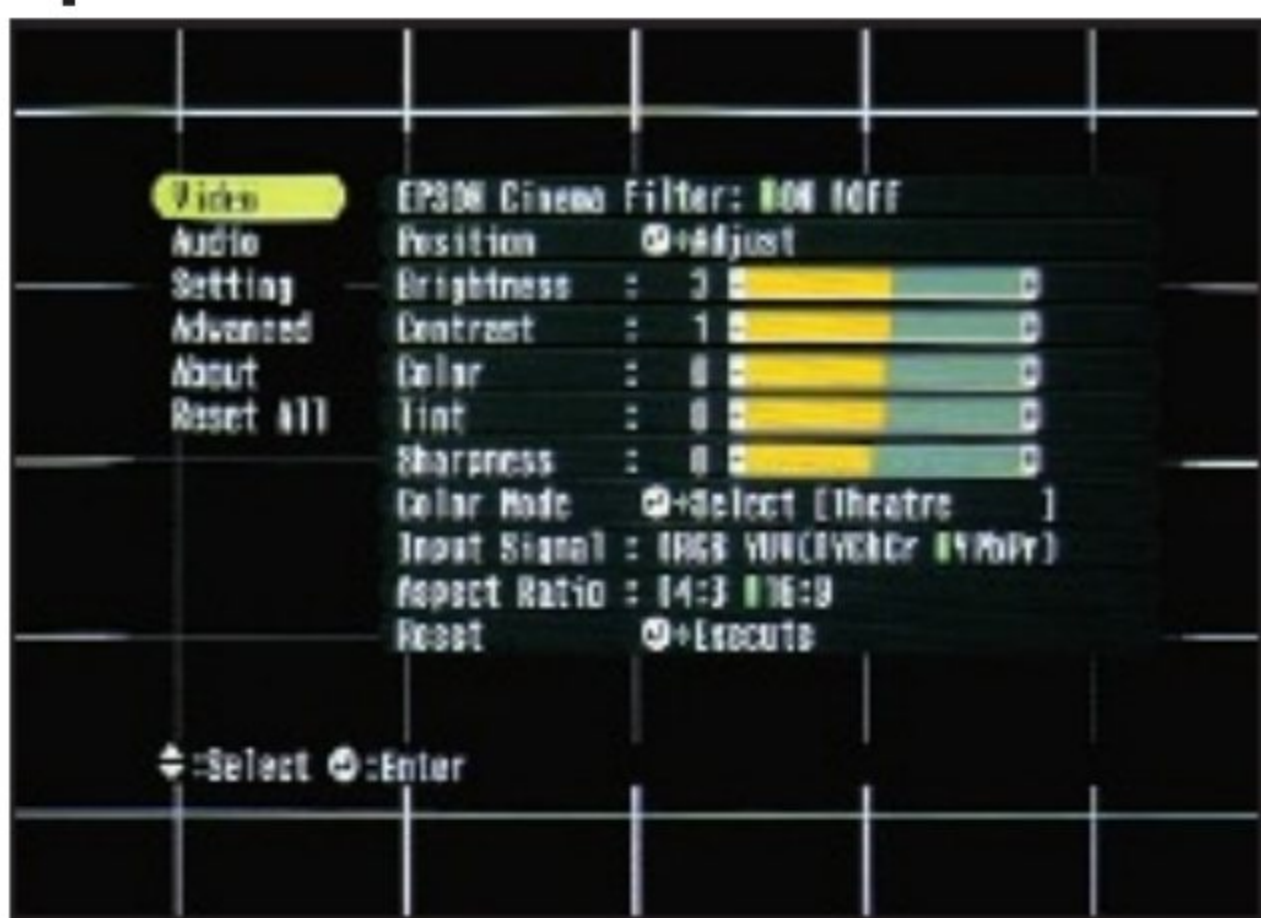 Video
Audio
Setting
Advanced
About
Reset All
EPSON Cinema Filter: ON OFF
Position Adjust
Brightness : 3
Contrast : 1
Color : 0
Tint : 0
Sharpness : 0
Color Mode Select [Theatre ]
Input Signal : RGB YUV(YCbCr YPbPr)
Aspect Ratio : 4:3 16:9
Reset Execute
:Select :Enter